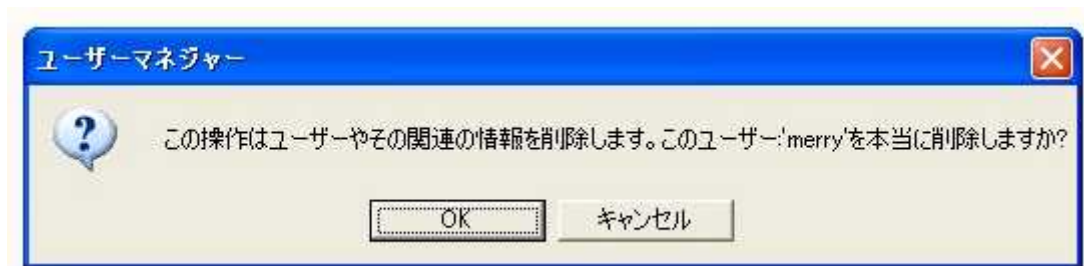 ユーザーマネジャー
この操作はユーザーやその関連の情報を削除します。このユーザー:'merry'を本当に削除しますか?
OK
キャンセル